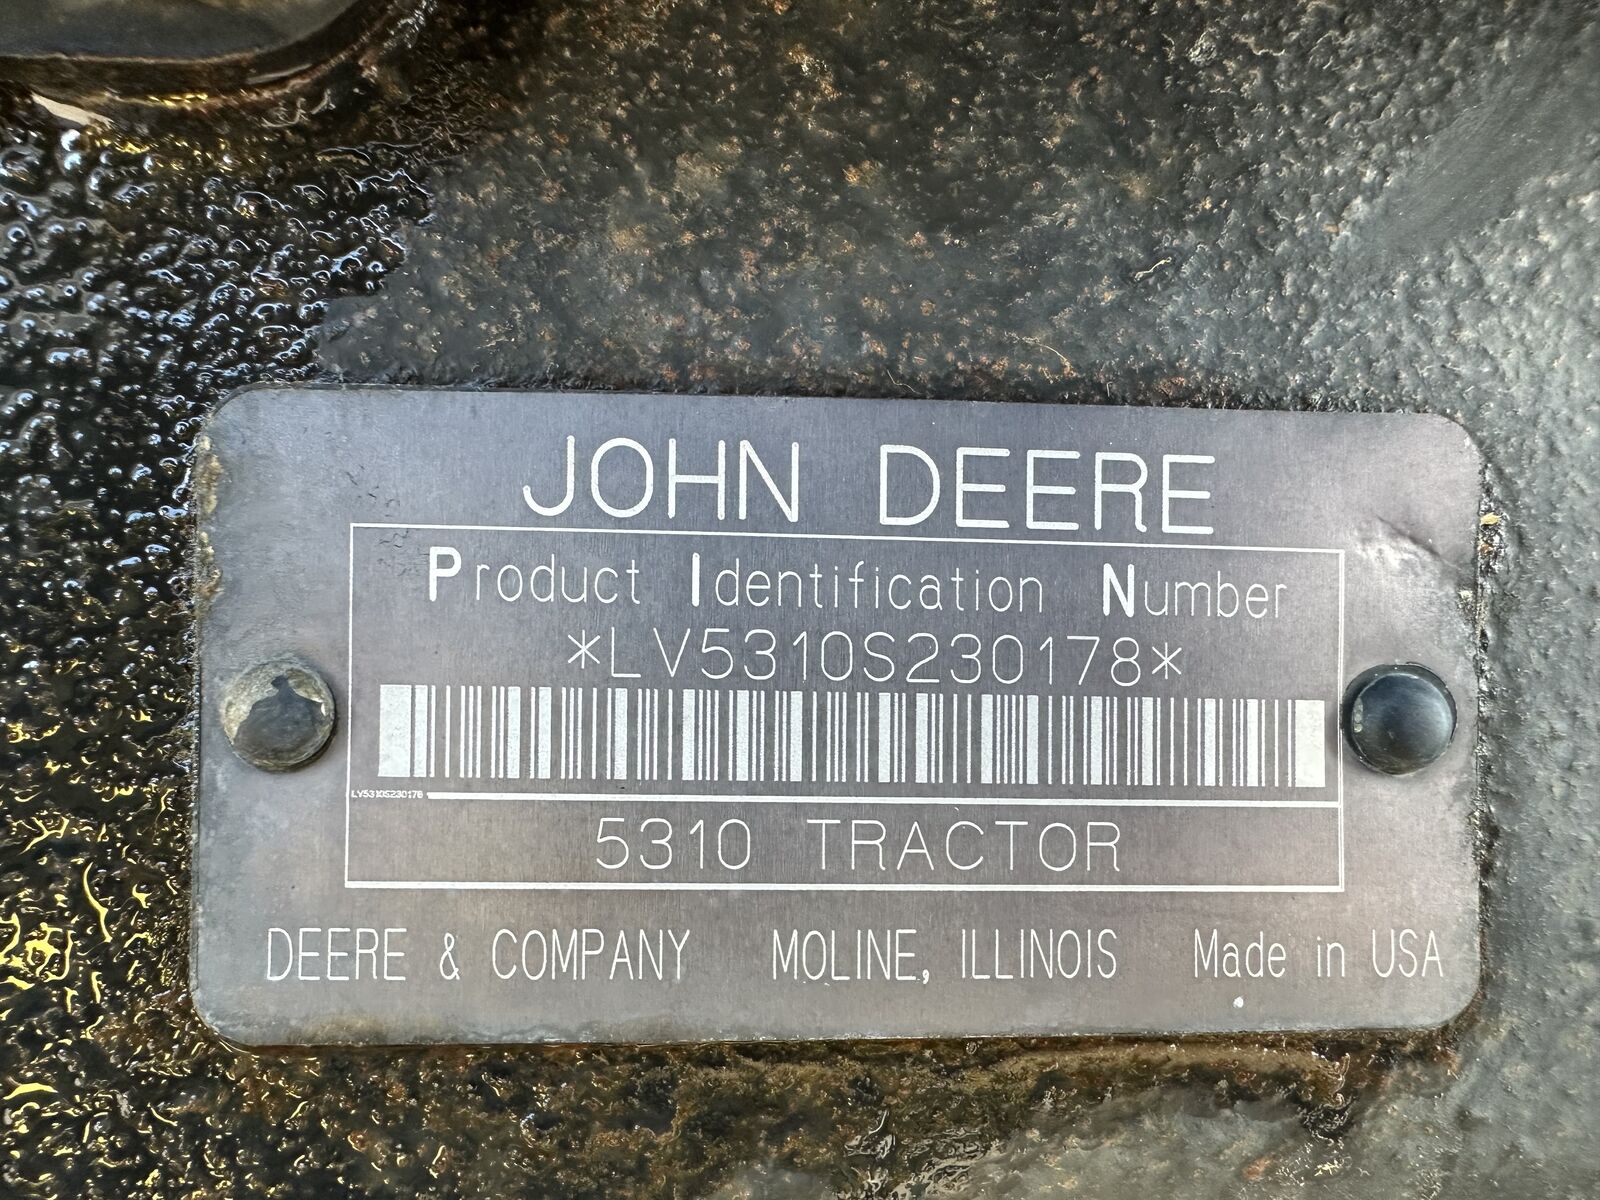 JOHN DEERE
Product Identification Number
*LV5310S230178*
LV5310S230178
5310 TRACTOR
DEERE & COMPANY MOLINE, ILLINOIS Made in USA